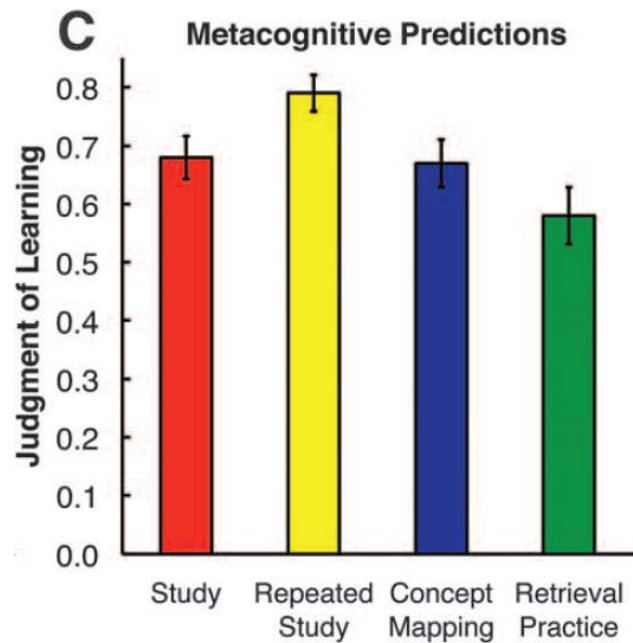 C Metacognitive Predictions
Judgment of Learning
0.8
0.7
0.6
0.5
0.4
0.3
0.2
0.1
0.0
Study Repeated Concept Retrieval
Study Mapping Practice